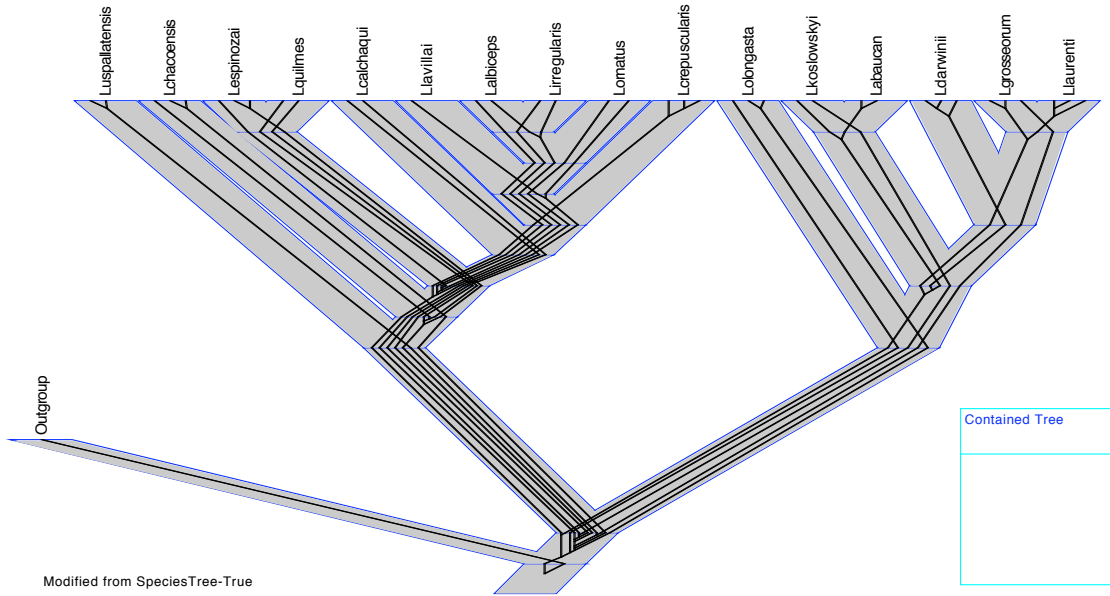 Luspallatensis
Lchacoensis
Lespinozai
Lquilmes
Lcalchaqui
Llavillai
Lalbiceps
Lirregularis
Lornatus
Lcrepuscularis
Lolongasta
Lkoslowskyi
Labaucan
Ldarwinii
Lgrosseorum
Llaurenti
Outgroup
Contained Tree
Modified from SpeciesTree-True